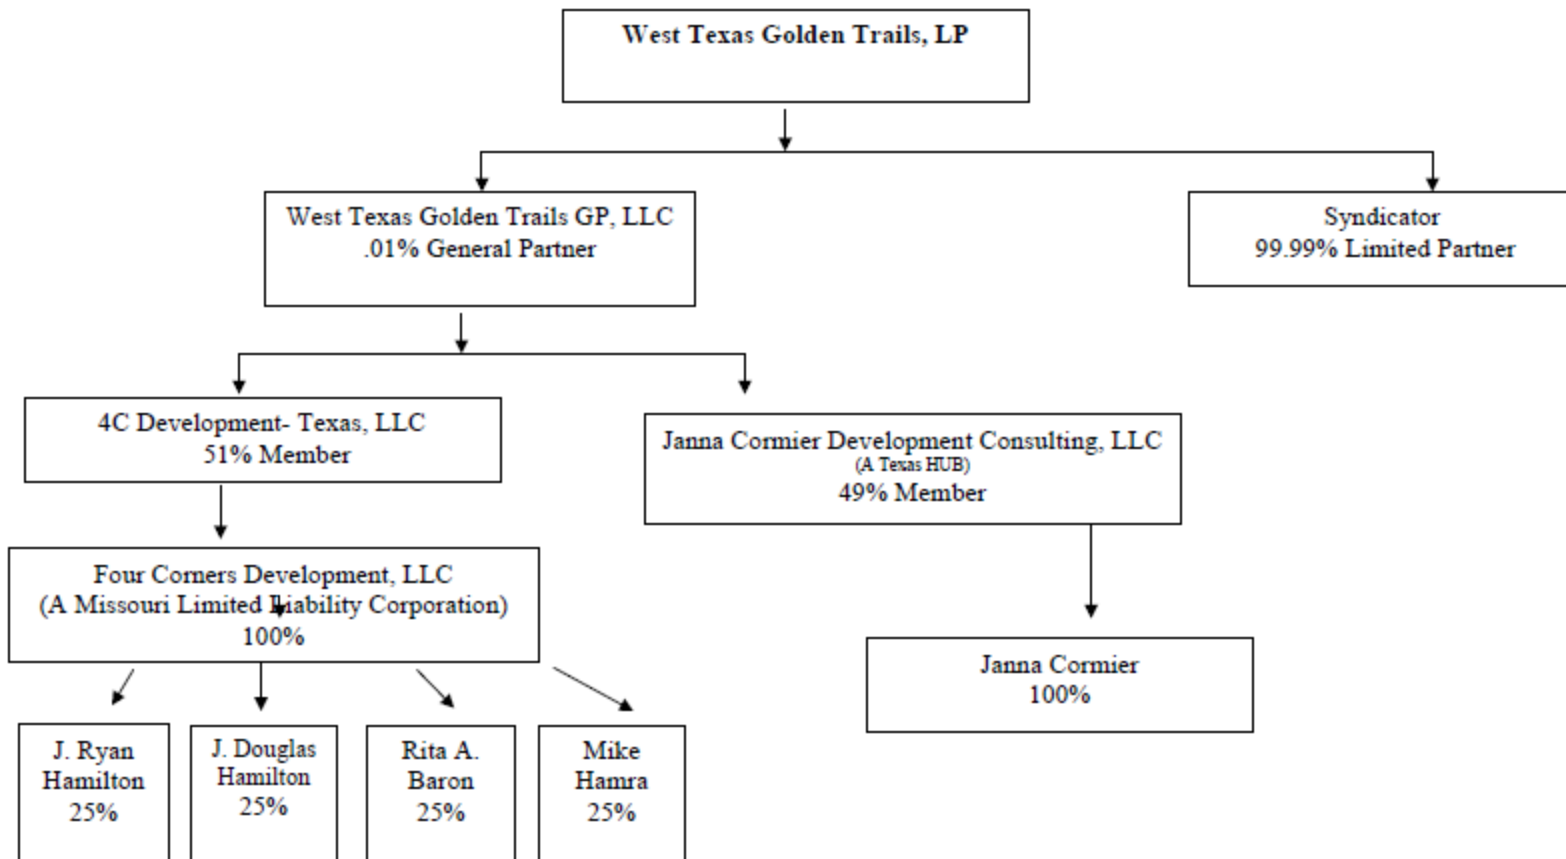 West Texas Golden Trails, LP
West Texas Golden Trails GP, LLC
.01% General Partner
Syndicator
99.99% Limited Partner
4C Development- Texas, LLC
51% Member
Janna Cormier Development Consulting, LLC
(A Texas HUB)
49% Member
Four Corners Development, LLC
(A Missouri Limited Liability Corporation)
100%
Janna Cormier
100%
J. Ryan
Hamilton
25%
J. Douglas
Hamilton
25%
Rita A.
Baron
25%
Mike
Hamra
25%